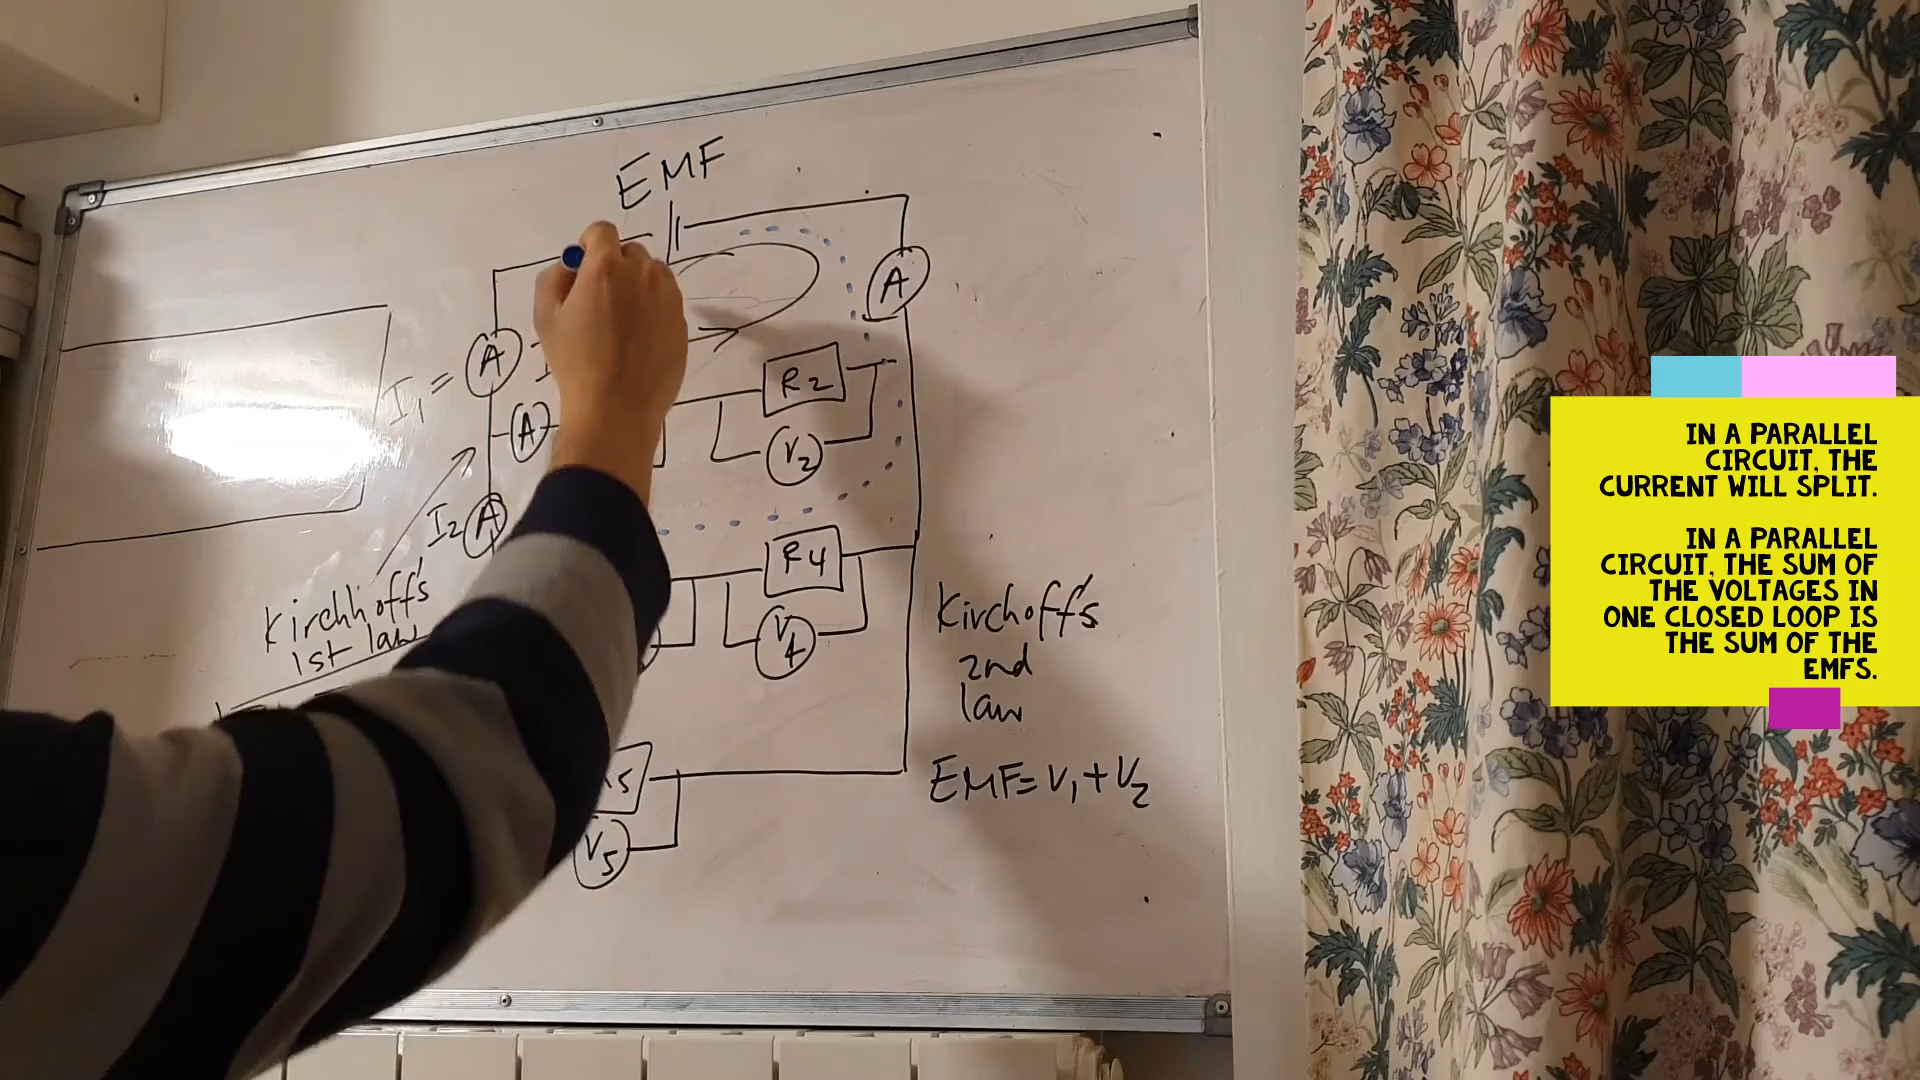 EMF
A
A
I₁ =
R2
A
V2
I2 A
R4
Kirchhoff's
1st law
V4
Kirchoff's
2nd
law
EMF = V₁ + V₂
5
V5
IN A PARALLEL
CIRCUIT, THE
CURRENT WILL SPLIT.
IN A PARALLEL
CIRCUIT, THE SUM OF
THE VOLTAGES IN
ONE CLOSED LOOP IS
THE SUM OF THE
EMFS.